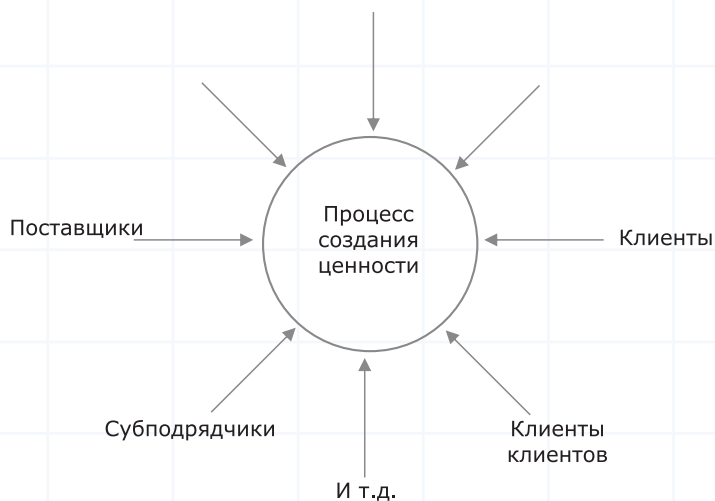 Процесс
создания
ценности
Поставщики
Клиенты
Субподрядчики
Клиенты
клиентов
И т.д.